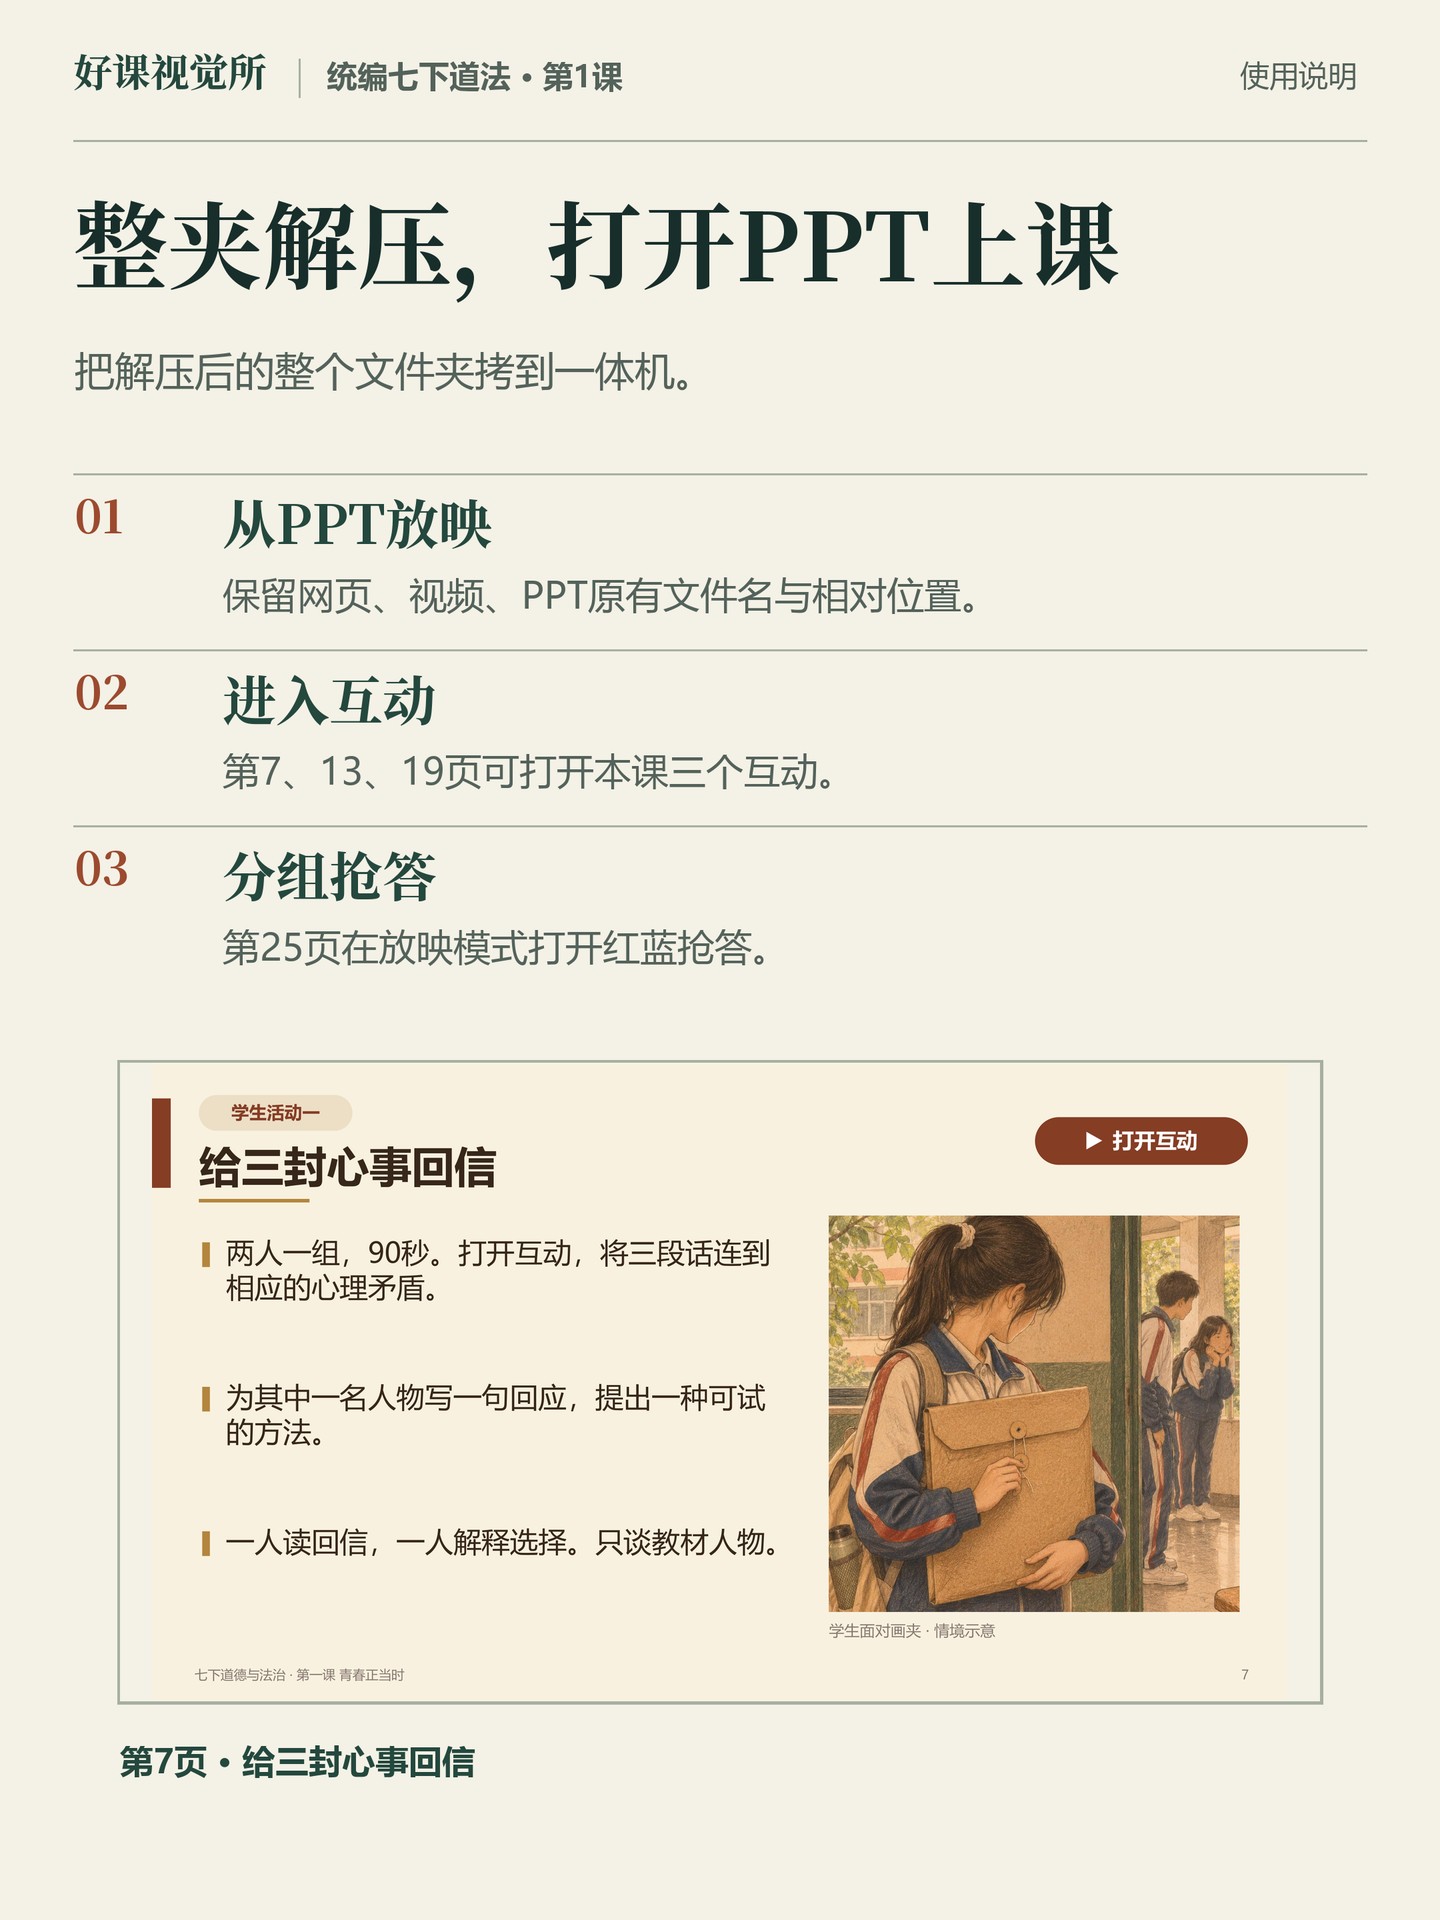 好课视觉所
统编七下道法·第1课
使用说明
整夹解压，打开PPT上课
把解压后的整个文件夹拷到一体机。
01
从PPT放映
保留网页、视频、PPT原有文件名与相对位置。
02
进入互动
第7、13、19页可打开本课三个互动。
03
分组抢答
第25页在放映模式打开红蓝抢答。
学生活动一
▶ 打开互动
给三封心事回信
两人一组，90秒。打开互动，将三段话连到
相应的心理矛盾。
为其中一名人物写一句回应，提出一种可试
的方法。
一人读回信，一人解释选择。只谈教材人物。
学生面对画夹·情境示意
七下道德与法治·第一课 青春正当时
7
第7页·给三封心事回信